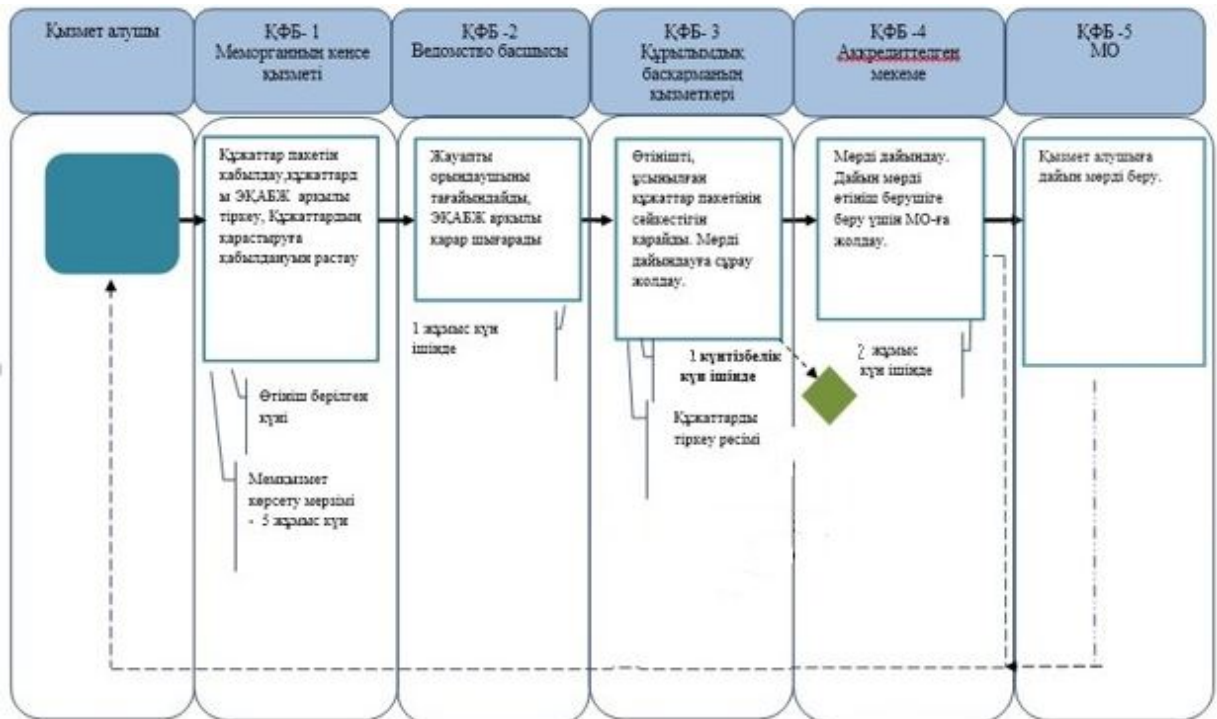 Қызмет алушы
ҚФБ- 1
Меморганның кеңсе
қызметі
ҚФБ -2
Ведомство басшысы
ҚФБ- 3
Құрылымдық
басқарманың
қызметкері
ҚФБ -4
Аккредиттелген
мекеме
ҚФБ -5
МО
Құжаттар пакетін
қабылдау,құжаттард
ы ЭҚАБЖ арқылы
тіркеу, Құжаттардың
қарастыруға
қабылдануын растау
Жауапты
орындаушыны
тағайындайды,
ЭҚАБЖ арқылы
қарар шығарады
Өтінішті,
ұсынылған
құжаттар пакетінің
сәйкестігін
қарайды. Мөрді
дайындауға сұрау
жолдау.
Мөрді дайындау.
Дайын мөрді
өтініш берушіге
беру үшін МО-ға
жолдау.
Қызмет алушыға
дайын мөрді беру.
1 жұмыс күн
ішінде
1 күнтізбелік
күн ішінде
2 жұмыс
күн ішінде
Өтініш берілген
күні
Құжаттарды
тіркеу рәсімі
Мемқызмет
көрсету мерзімі
- 5 жұмыс күн